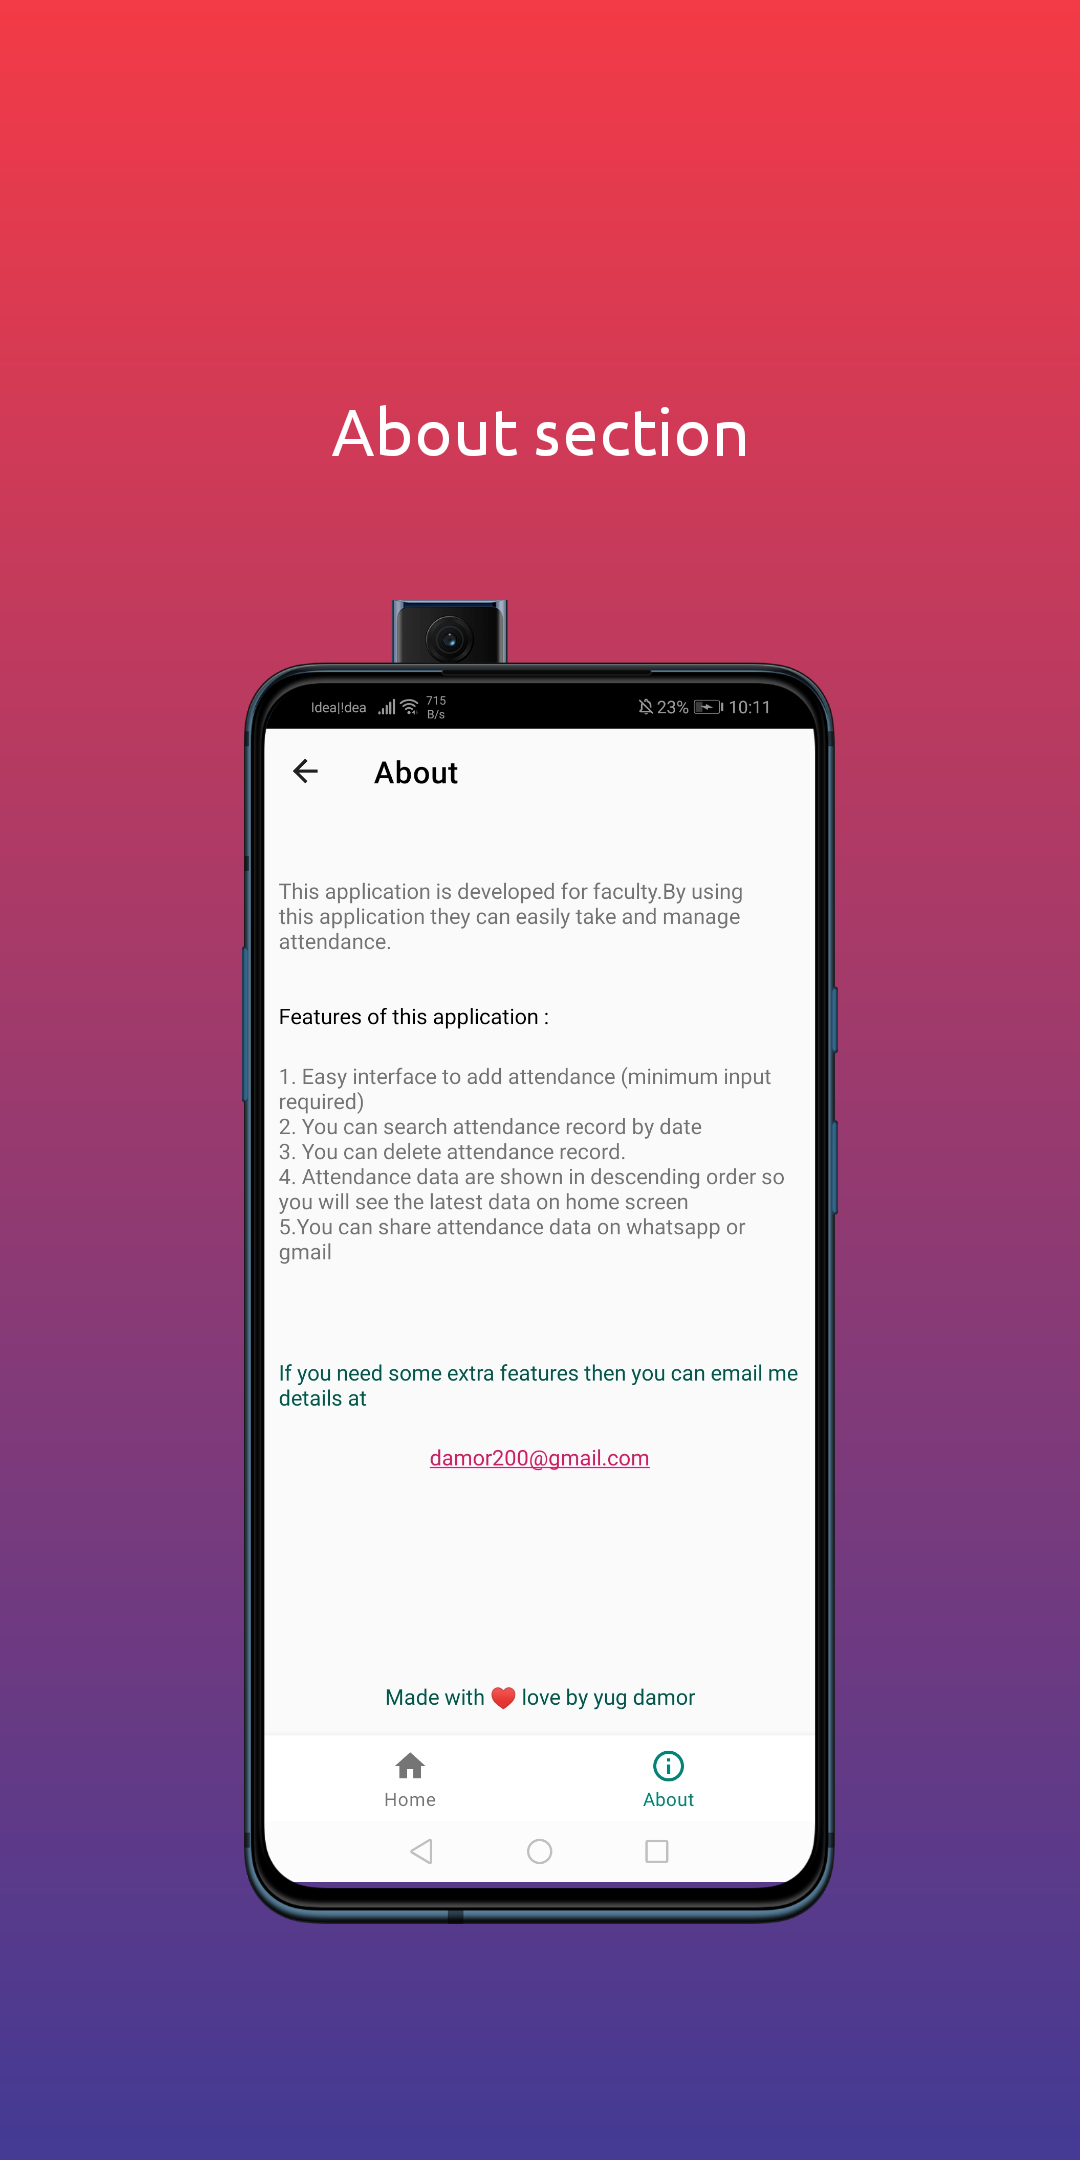 About section
Idea|!dea 715 B/s 23% 10:11
About
This application is developed for faculty.By using
this application they can easily take and manage
attendance.
Features of this application :
1. Easy interface to add attendance (minimum input
required)
2. You can search attendance record by date
3. You can delete attendance record.
4. Attendance data are shown in descending order so
you will see the latest data on home screen
5.You can share attendance data on whatsapp or
gmail
If you need some extra features then you can email me
details at
damor200@gmail.com
Made with ❤️ love by yug damor
Home About